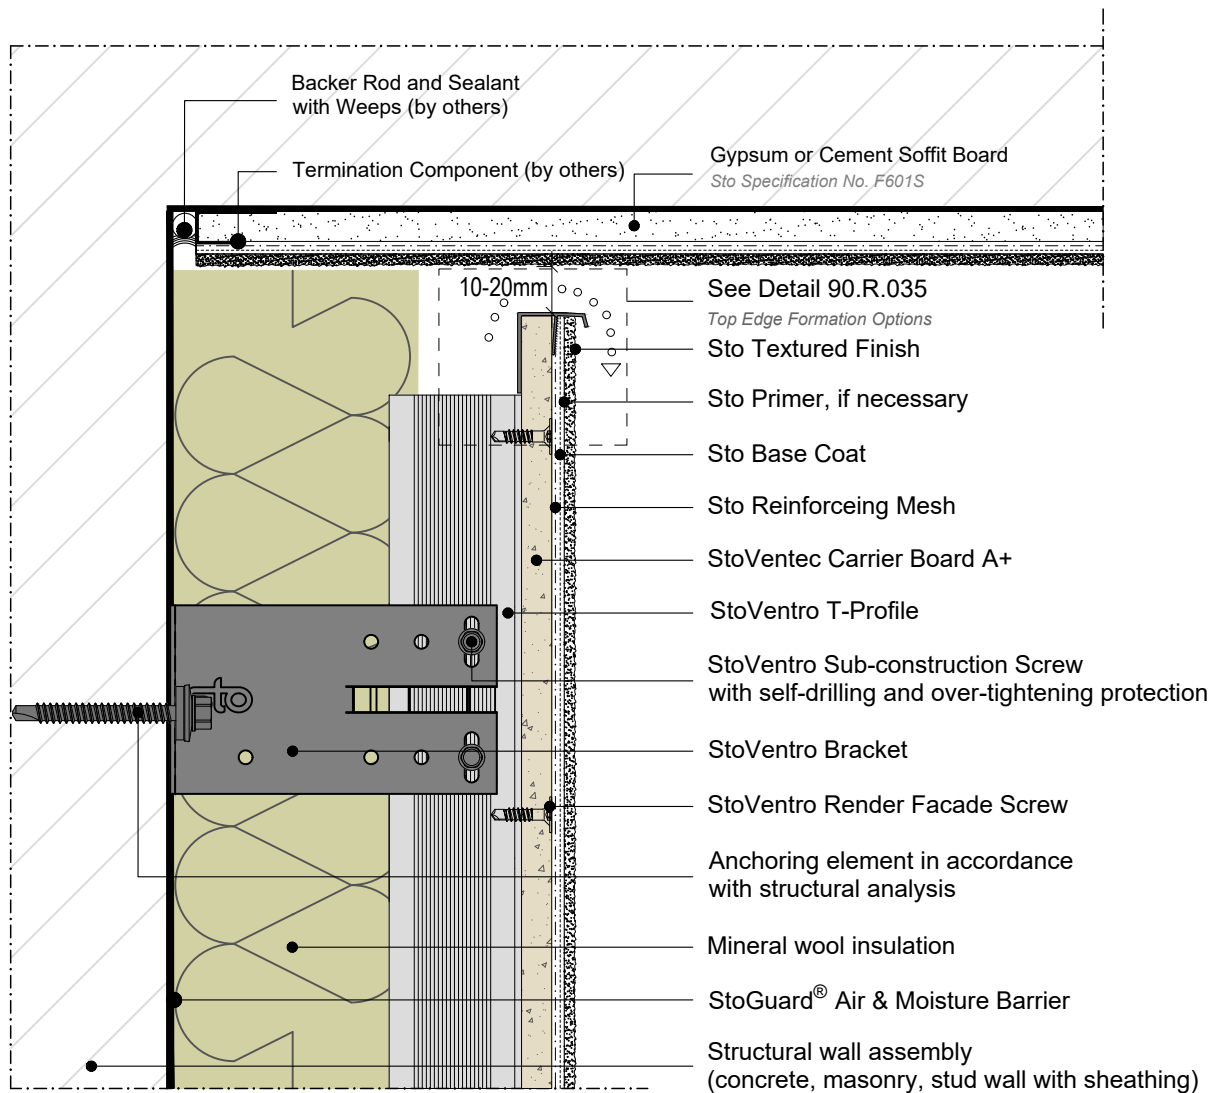 Backer Rod and Sealant
with Weeps (by others)
Termination Component (by others)
Gypsum or Cement Soffit Board
Sto Specification No. F601S
10-20mm
See Detail 90.R.035
Top Edge Formation Options
Sto Textured Finish
Sto Primer, if necessary
Sto Base Coat
Sto Reinforceing Mesh
StoVentec Carrier Board A+
StoVentro T-Profile
StoVentro Sub-construction Screw
with self-drilling and over-tightening protection
StoVentro Bracket
StoVentro Render Facade Screw
Anchoring element in accordance
with structural analysis
Mineral wool insulation
StoGuard® Air & Moisture Barrier
Structural wall assembly
(concrete, masonry, stud wall with sheathing)